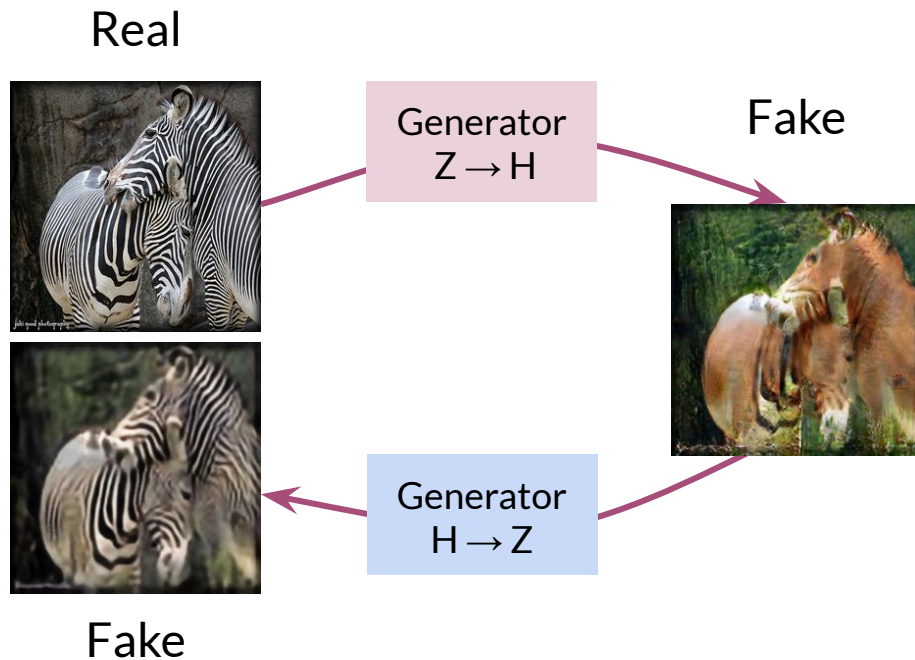 Real
Generator
Z → H
Fake
Generator
H → Z
Fake